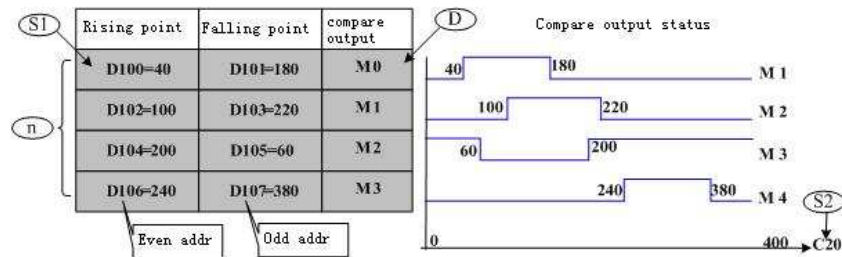 S1
Rising point Falling point compare output
D
Compare output status
D100=40 D101=180 M0
40 180 M 1
D102=100 D103=220 M1
100 220 M 2
n
D104=200 D105=60 M2
60 200 M 3
D106=240 D107=380 M3
240 380 M 4
S2
Even addr Odd addr
0 400 C20